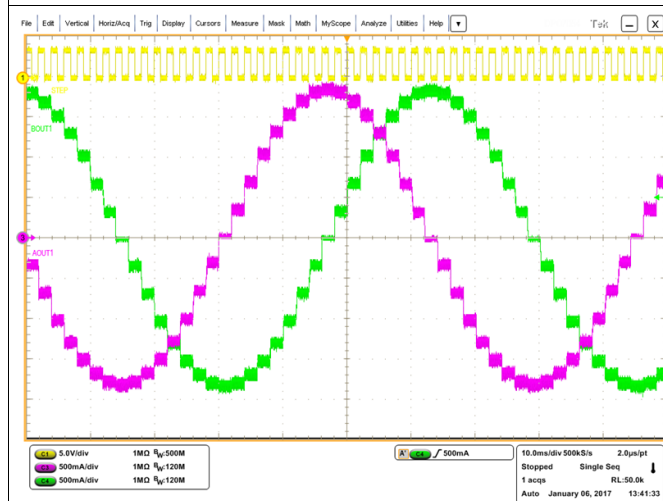 File Edit Vertical Horiz/Acq Trig Display Cursors Measure Mask Math MyScope Analyze Utilities Help Tek X
1
STEP
BOUT1
AOUT1
C1 5.0V/div 1MΩ BW:500M
C3 500mA/div 1MΩ BW:120M
C4 500mA/div 1MΩ BW:120M
A' C4 500mA
10.0ms/div 500kS/s 2.0µs/pt
Stopped Single Seq
1 acqs RL:50.0k
Auto January 06, 2017 13:41:33